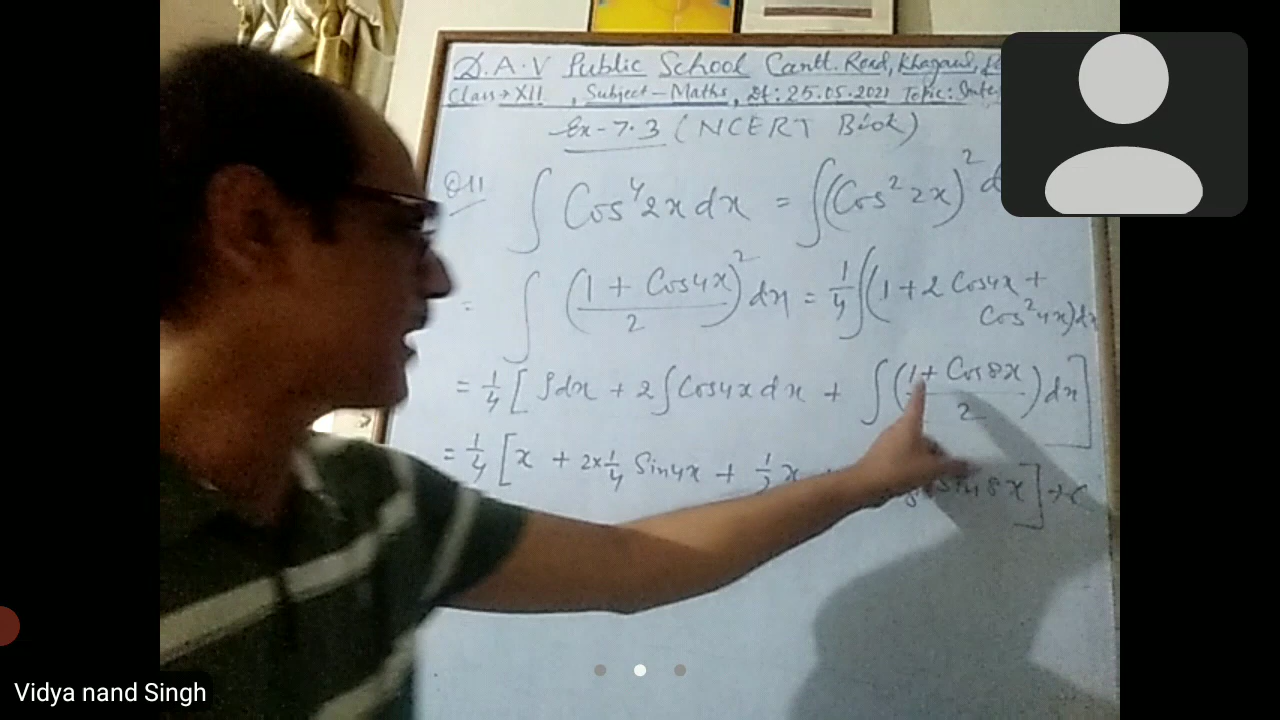 D.A.V Public School Cantt. Road, Khagaul,
Class→XII, Subject-Maths, Dt: 25.05.2021 Topic:
Ex-7.3 (NCERT Book)
Q11 ∫ Cos⁴2x dx = ∫(Cos²2x)²
= ∫ ((1 + Cos4x)/2)² dx = 1/4 ∫(1 + 2 Cos4x +
Cos²4x)dx
= 1/4 [∫dx + 2∫Cos4x dx + ∫((1 + Cos8x)/2) dx]
= 1/4 [x + 2×1/4 Sin4x + 1/2 x Sin8x] + C
Vidya nand Singh